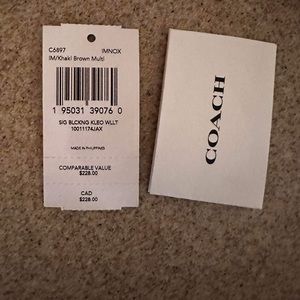 C6897 IMNOX
IM/Khaki Brown Multi
1 95031 39076 0
SIG BLCKNG KLEO WLLT
10011174JAX
MADE IN PHILIPPINES
COMPARABLE VALUE
$228.00
CAD
$228.00
COACH